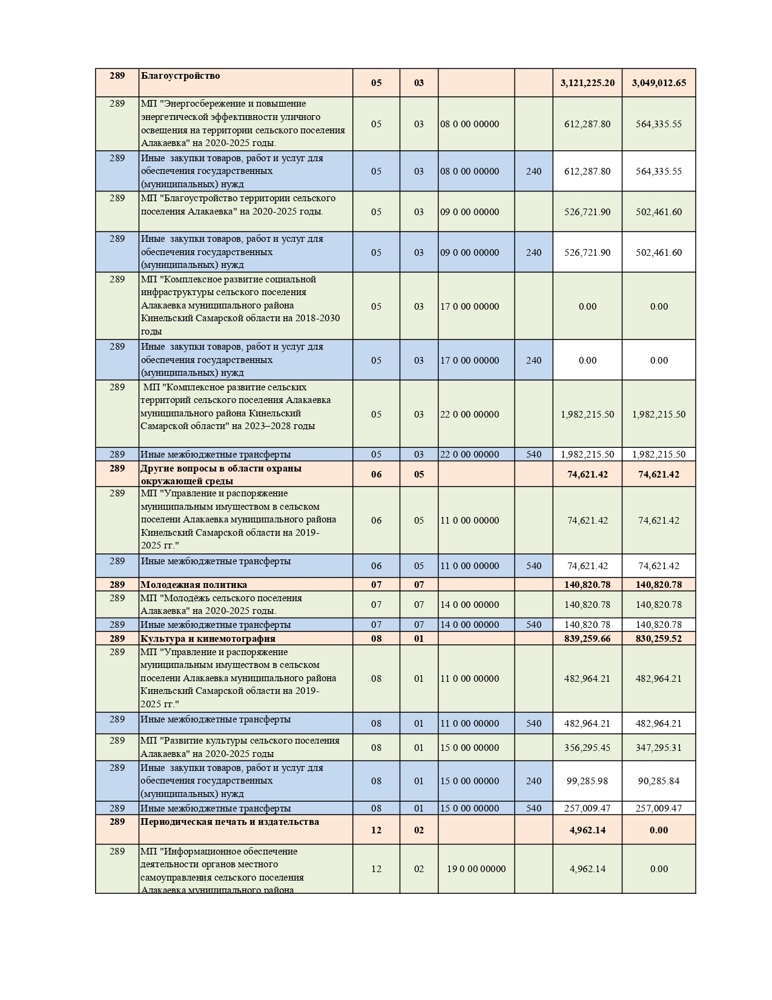 289 Благоустройство 05 03 3,121,225.20 3,049,012.65
289 МП "Энергосбережение и повышение
энергетической эффективности уличного
освещения на территории сельского поселения
Алакаевка" на 2020-2025 годы. 05 03 08 0 00 00000 612,287.80 564,335.55
289 Иные закупки товаров, работ и услуг для
обеспечения государственных
(муниципальных) нужд 05 03 08 0 00 00000 240 612,287.80 564,335.55
289 МП "Благоустройство территории сельского
поселения Алакаевка" на 2020-2025 годы. 05 03 09 0 00 00000 526,721.90 502,461.60
289 Иные закупки товаров, работ и услуг для
обеспечения государственных
(муниципальных) нужд 05 03 09 0 00 00000 240 526,721.90 502,461.60
289 МП "Комплексное развитие социальной
инфраструктуры сельского поселения
Алакаевка муниципального района
Кинельский Самарской области на 2018-2030
годы 05 03 17 0 00 00000 0.00 0.00
289 Иные закупки товаров, работ и услуг для
обеспечения государственных
(муниципальных) нужд 05 03 17 0 00 00000 240 0.00 0.00
289 МП "Комплексное развитие сельских
территорий сельского поселения Алакаевка
муниципального района Кинельский
Самарской области" на 2023–2028 годы 05 03 22 0 00 00000 1,982,215.50 1,982,215.50
289 Иные межбюджетные трансферты 05 03 22 0 00 00000 540 1,982,215.50 1,982,215.50
289 Другие вопросы в области охраны
окружающей среды 06 05 74,621.42 74,621.42
289 МП "Управление и распоряжение
муниципальным имуществом в сельском
поселени Алакаевка муниципального района
Кинельский Самарской области на 2019-
2025 гг." 06 05 11 0 00 00000 74,621.42 74,621.42
289 Иные межбюджетные трансферты 06 05 11 0 00 00000 540 74,621.42 74,621.42
289 Молодежная политика 07 07 140,820.78 140,820.78
289 МП "Молодёжь сельского поселения
Алакаевка" на 2020-2025 годы. 07 07 14 0 00 00000 140,820.78 140,820.78
289 Иные межбюджетные трансферты 07 07 14 0 00 00000 540 140,820.78 140,820.78
289 Культура и кинемотография 08 01 839,259.66 830,259.52
289 МП "Управление и распоряжение
муниципальным имуществом в сельском
поселени Алакаевка муниципального района
Кинельский Самарской области на 2019-
2025 гг." 08 01 11 0 00 00000 482,964.21 482,964.21
289 Иные межбюджетные трансферты 08 01 11 0 00 00000 540 482,964.21 482,964.21
289 МП "Развитие культуры сельского поселения
Алакаевка" на 2020-2025 годы 08 01 15 0 00 00000 356,295.45 347,295.31
289 Иные закупки товаров, работ и услуг для
обеспечения государственных
(муниципальных) нужд 08 01 15 0 00 00000 240 99,285.98 90,285.84
289 Иные межбюджетные трансферты 08 01 15 0 00 00000 540 257,009.47 257,009.47
289 Периодическая печать и издательства 12 02 4,962.14 0.00
289 МП "Информационное обеспечение
деятельности органов местного
самоуправления сельского поселения
Алакаевка муниципального района 12 02 19 0 00 00000 4,962.14 0.00